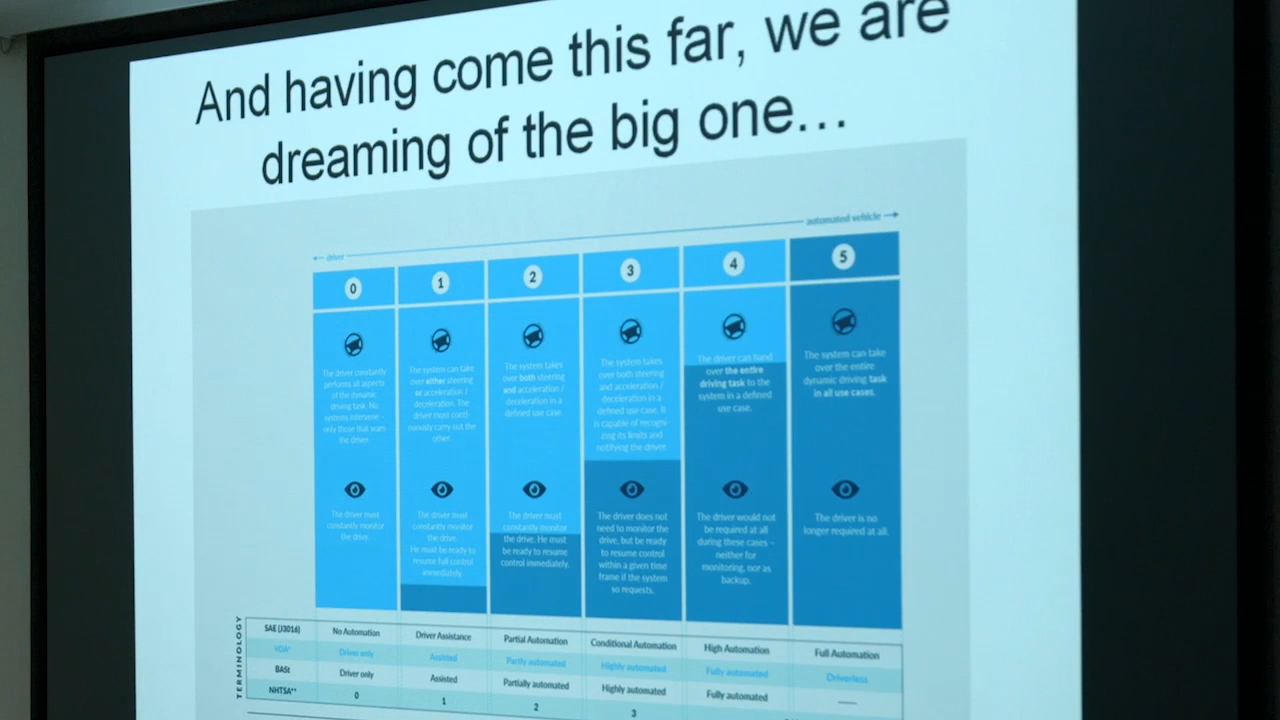 And having come this far, we are
dreaming of the big one...
← driver
automated vehicle →
0
1
2
3
4
5
The driver constantly
performs all aspects
of the dynamic
driving task. No
systems intervene –
only those that warn
the driver.
The system can take
over either steering
or acceleration /
deceleration. The
driver must conti-
nuously carry out the
other.
The system takes
over both steering
and acceleration /
deceleration in a
defined use case.
The system takes
over both steering
and acceleration /
deceleration in a
defined use case. It
is capable of recogni-
zing its limits and
notifying the driver.
The driver can hand
over the entire
driving task to the
system in a defined
use case.
The system can take
over the entire
dynamic driving task
in all use cases.
The driver must
constantly monitor
the drive.
The driver must
constantly monitor
the drive.
He must be ready to
resume full control
immediately.
The driver must
constantly monitor
the drive. He must
be ready to resume
control immediately.
The driver does not
need to monitor the
drive, but be ready
to resume control
within a given time
frame if the system
so requests.
The driver would not
be required at all
during these cases –
neither for
monitoring, nor as
backup.
The driver is no
longer required at all.
TERMINOLOGY
SAE (J3016) No Automation Driver Assistance Partial Automation Conditional Automation High Automation Full Automation
VDA* Driver only Assisted Partly automated Highly automated Fully automated Driverless
BASt Driver only Assisted Partially automated Highly automated Fully automated —
NHTSA** 0 1 2 3